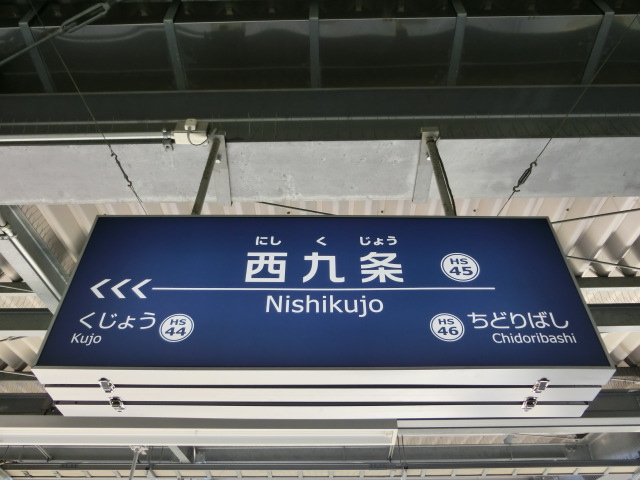 にし く じょう
西九条
HS 45
Nishikujo
くじょう HS 44
Kujo
HS 46 ちどりばし
Chidoribashi